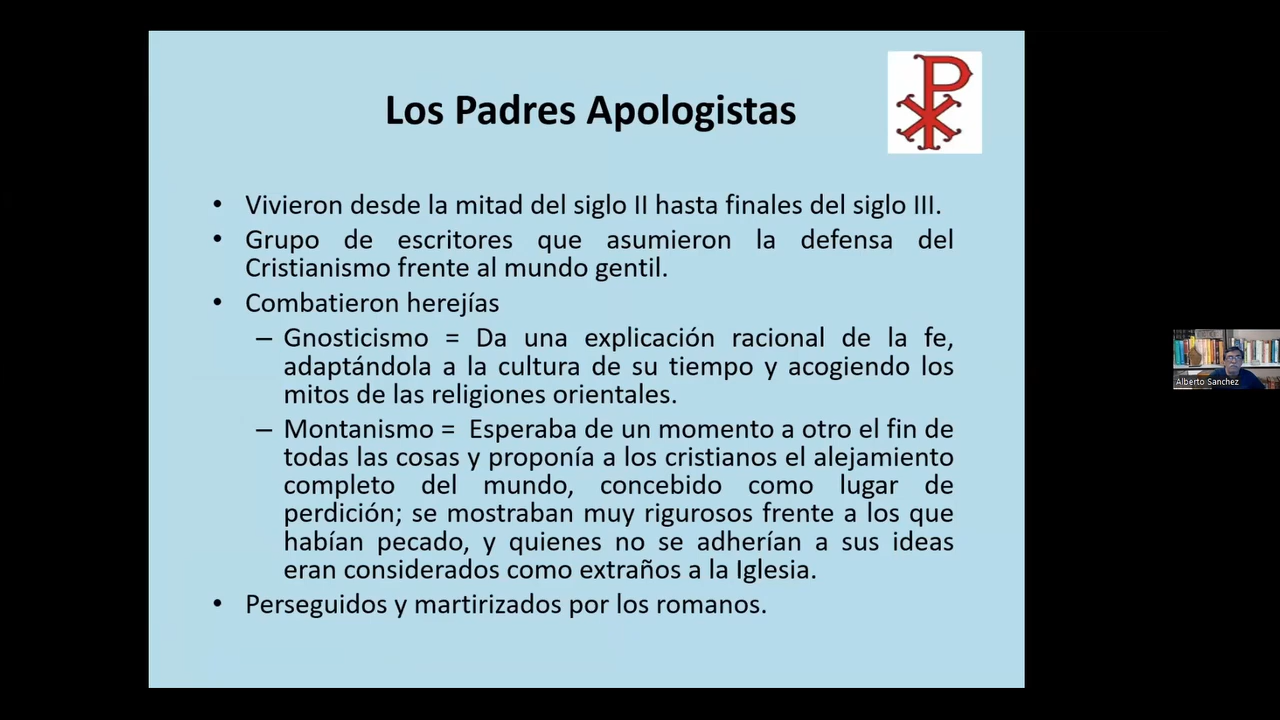 Los Padres Apologistas
• Vivieron desde la mitad del siglo II hasta finales del siglo III.
• Grupo de escritores que asumieron la defensa del
Cristianismo frente al mundo gentil.
• Combatieron herejías
– Gnosticismo = Da una explicación racional de la fe,
adaptándola a la cultura de su tiempo y acogiendo los
mitos de las religiones orientales.
– Montanismo = Esperaba de un momento a otro el fin de
todas las cosas y proponía a los cristianos el alejamiento
completo del mundo, concebido como lugar de
perdición; se mostraban muy rigurosos frente a los que
habían pecado, y quienes no se adherían a sus ideas
eran considerados como extraños a la Iglesia.
• Perseguidos y martirizados por los romanos.
Alberto Sanchez